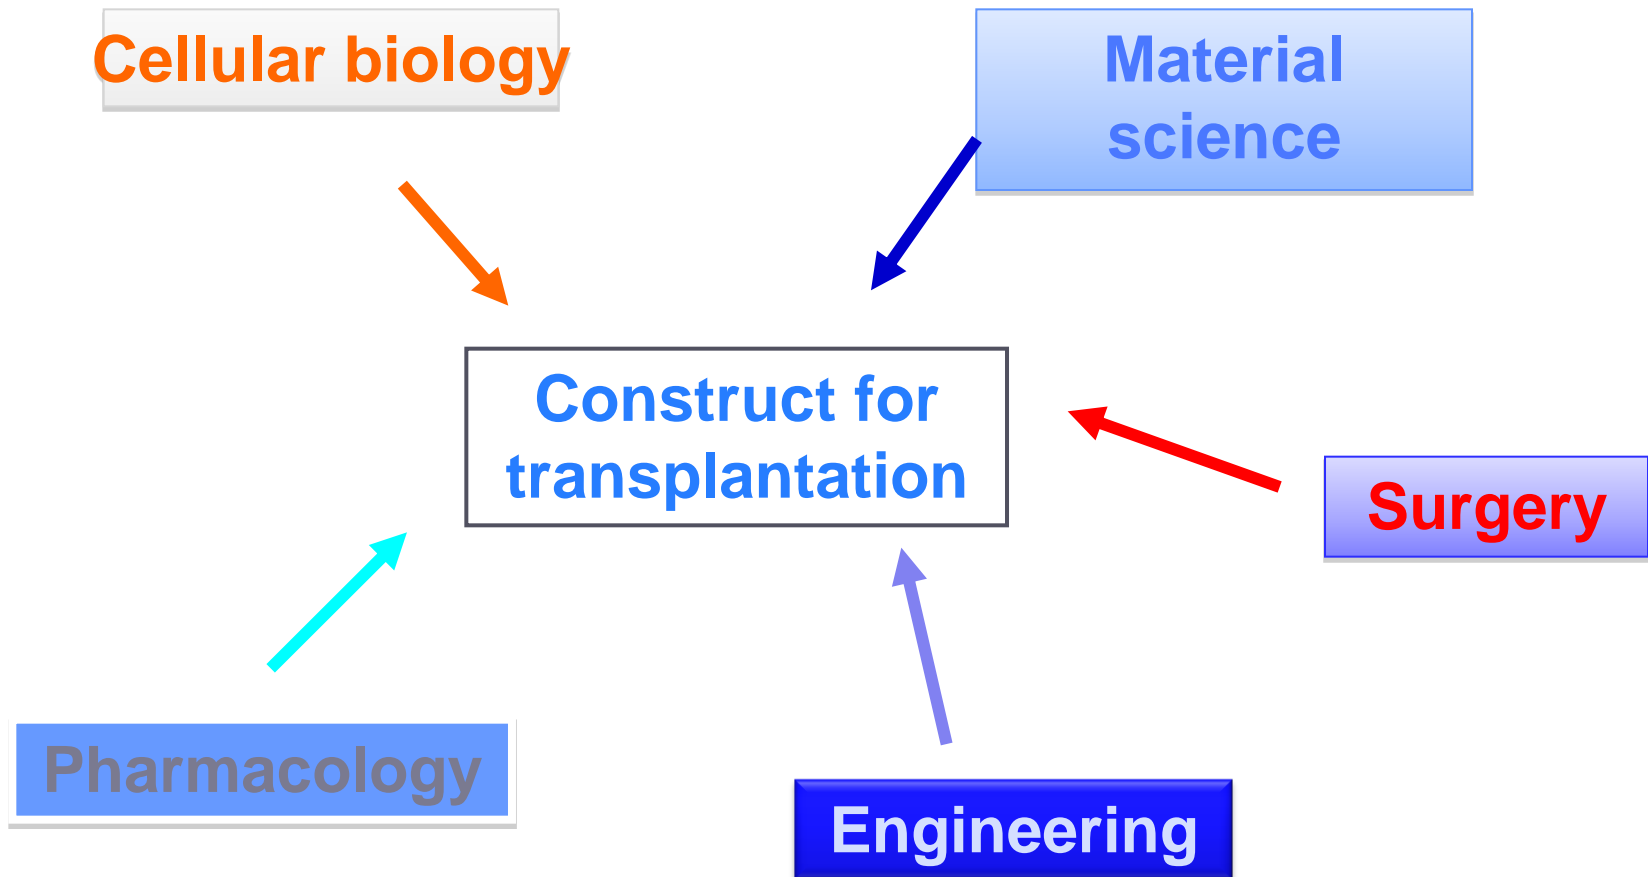 Cellular biology
Material
science
Construct for
transplantation
Surgery
Pharmacology
Engineering